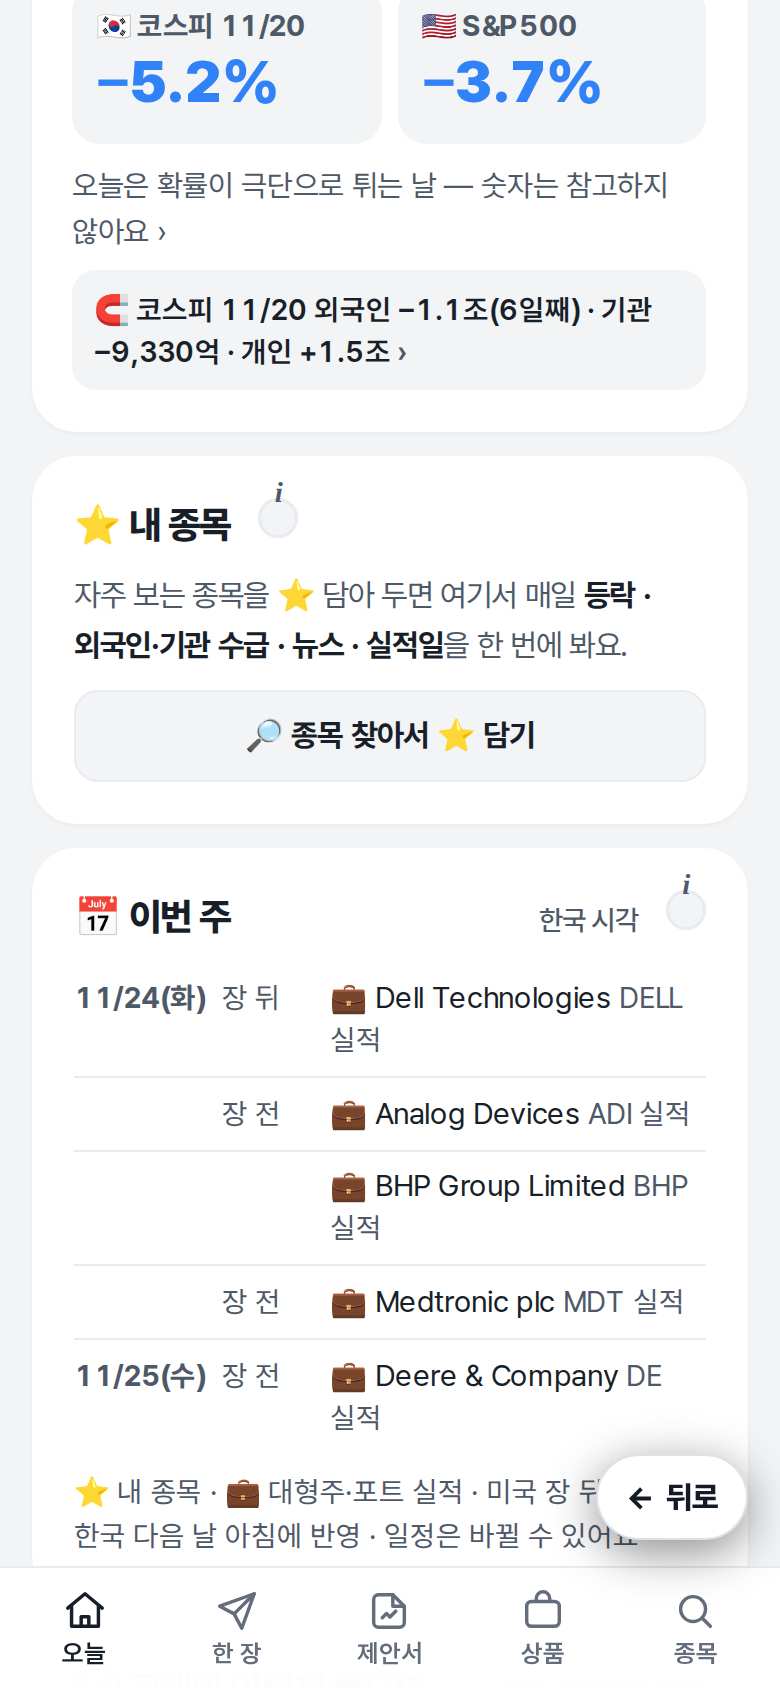 🇰🇷 코스피 11/20
−5.2%
🇺🇸 S&P500
−3.7%
오늘은 확률이 극단으로 튀는 날 — 숫자는 참고하지
않아요 ›
🧲 코스피 11/20 외국인 −1.1조(6일째) · 기관
−9,330억 · 개인 +1.5조 ›
⭐ 내 종목 i
자주 보는 종목을 ⭐ 담아 두면 여기서 매일 등락 ·
외국인·기관 수급 · 뉴스 · 실적일을 한 번에 봐요.
🔎 종목 찾아서 ⭐ 담기
📅 이번 주 한국 시각 i
11/24(화) 장 뒤 💼 Dell Technologies DELL
실적
장 전 💼 Analog Devices ADI 실적
💼 BHP Group Limited BHP
실적
장 전 💼 Medtronic plc MDT 실적
11/25(수) 장 전 💼 Deere & Company DE
실적
⭐ 내 종목 · 💼 대형주·포트 실적 · 미국 장
한국 다음 날 아침에 반영 · 일정은 바뀔 수 있어요
← 뒤로
오늘 한 장 제안서 상품 종목